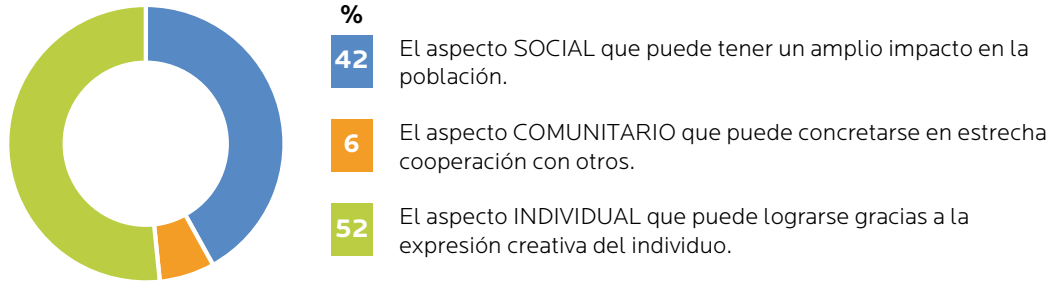 %
42
El aspecto SOCIAL que puede tener un amplio impacto en la
población.
6
El aspecto COMUNITARIO que puede concretarse en estrecha
cooperación con otros.
52
El aspecto INDIVIDUAL que puede lograrse gracias a la
expresión creativa del individuo.